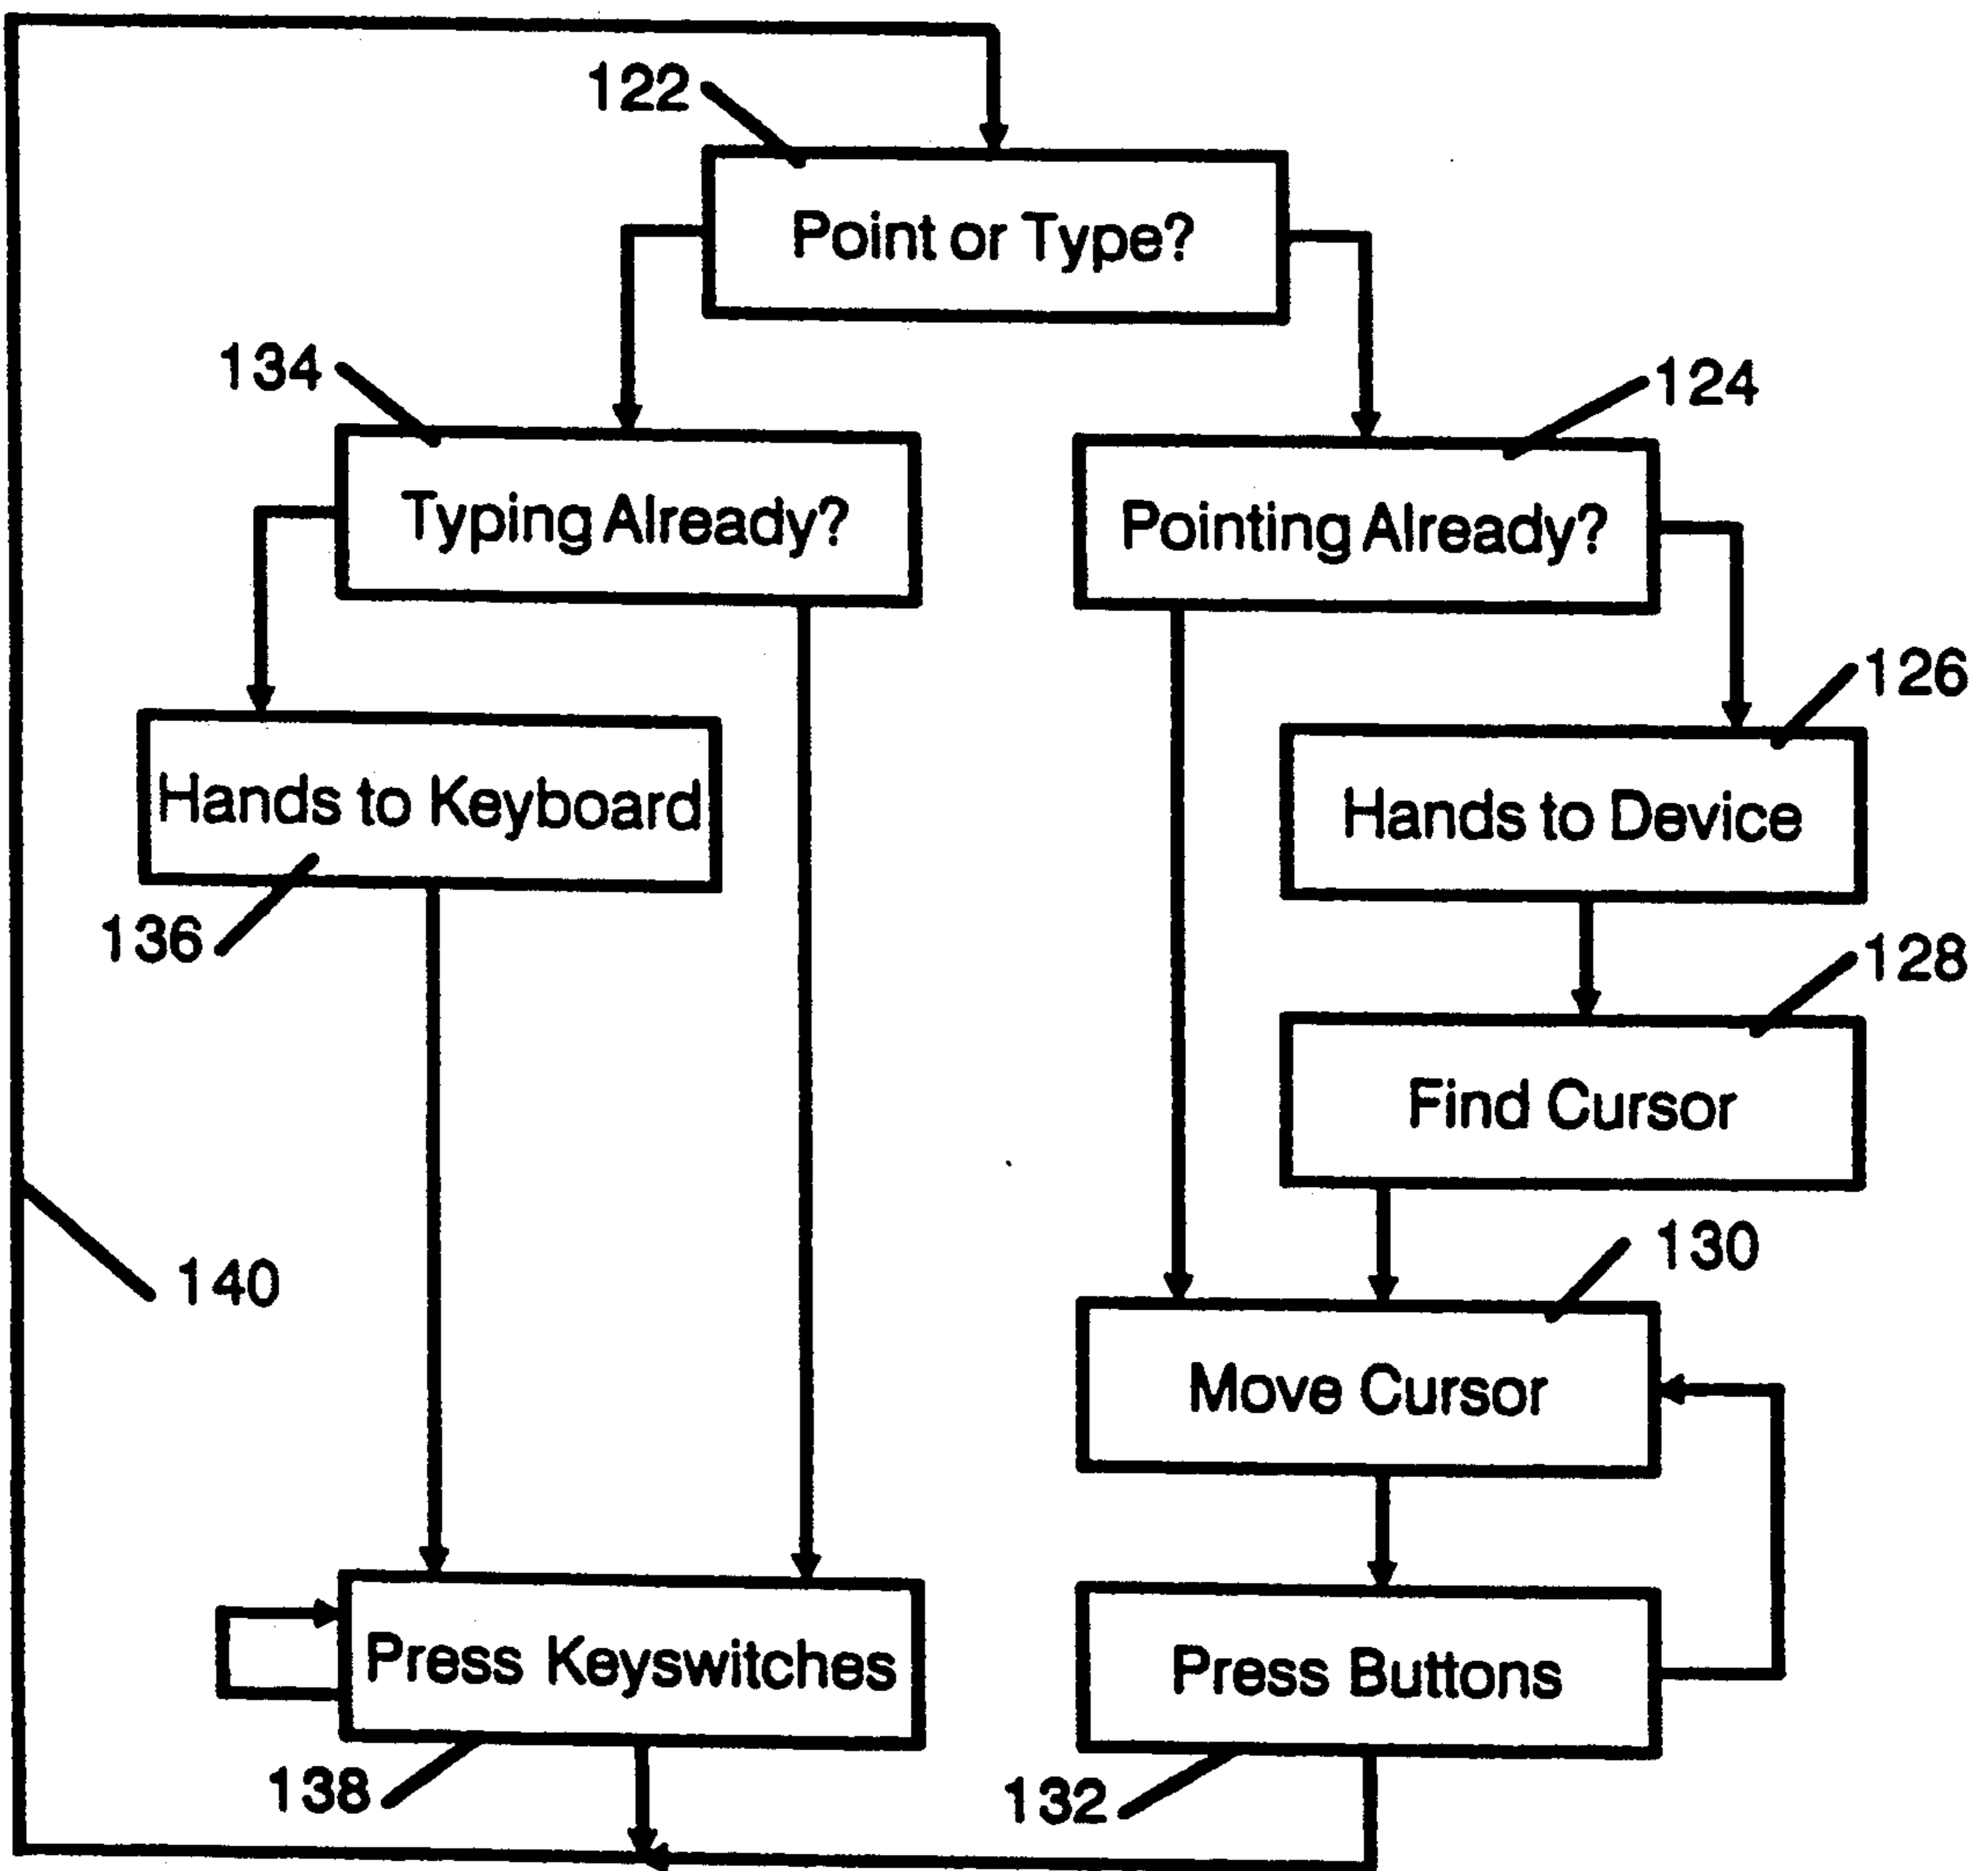 122
Point or Type?
134
124
Typing Already?
Pointing Already?
126
Hands to Keyboard
Hands to Device
136
128
Find Cursor
140
130
Move Cursor
Press Keyswitches
Press Buttons
138
132